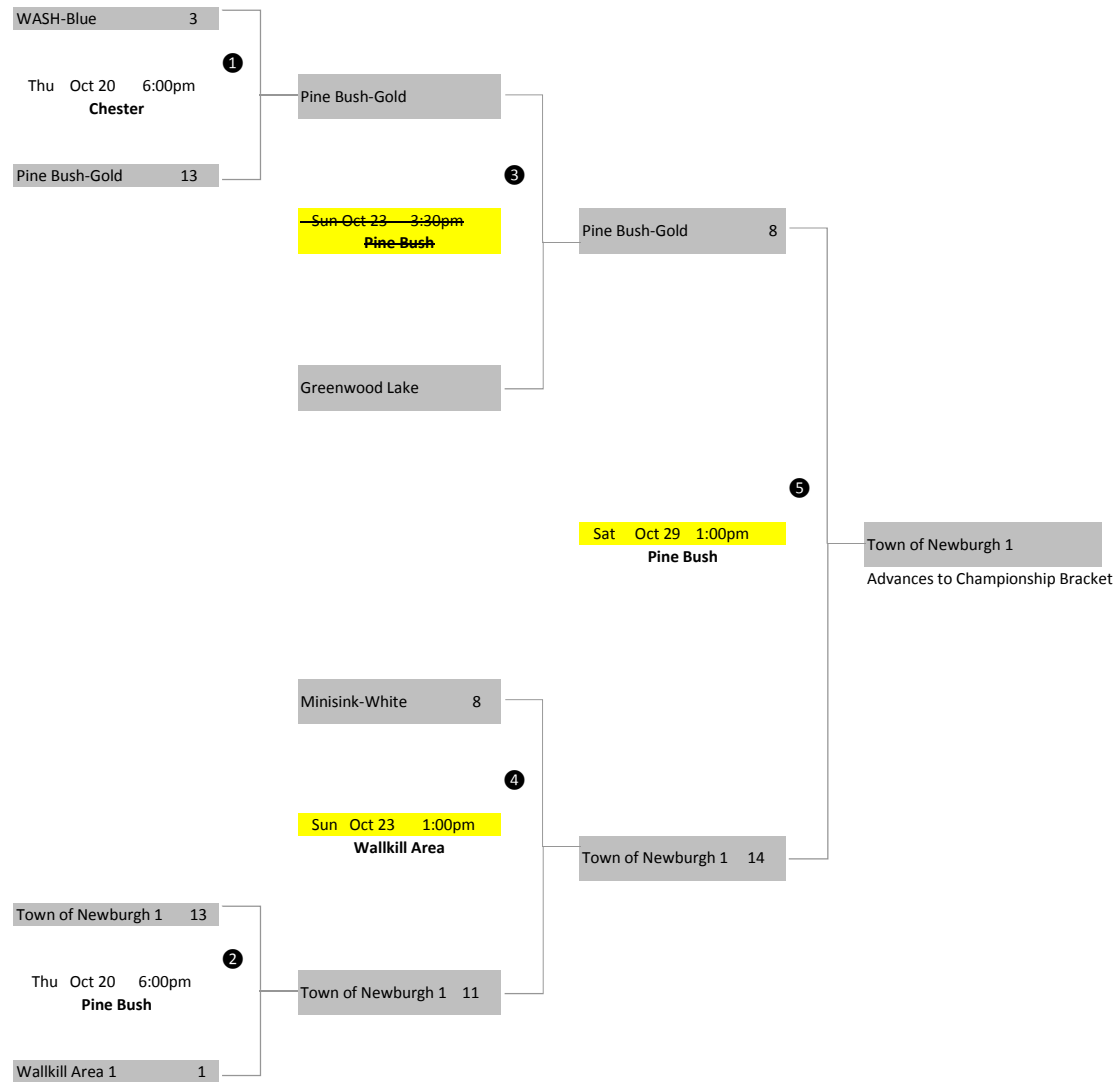 WASH-Blue 3
❶
Thu Oct 20 6:00pm
Chester
Pine Bush-Gold
Pine Bush-Gold 13
❸
Sun Oct 23 3:30pm
Pine Bush
Pine Bush-Gold 8
Greenwood Lake
❺
Sat Oct 29 1:00pm
Pine Bush
Town of Newburgh 1
Advances to Championship Bracket
Minisink-White 8
❹
Sun Oct 23 1:00pm
Wallkill Area
Town of Newburgh 1 14
Town of Newburgh 1 13
❷
Thu Oct 20 6:00pm
Pine Bush
Town of Newburgh 1 11
Wallkill Area 1 1